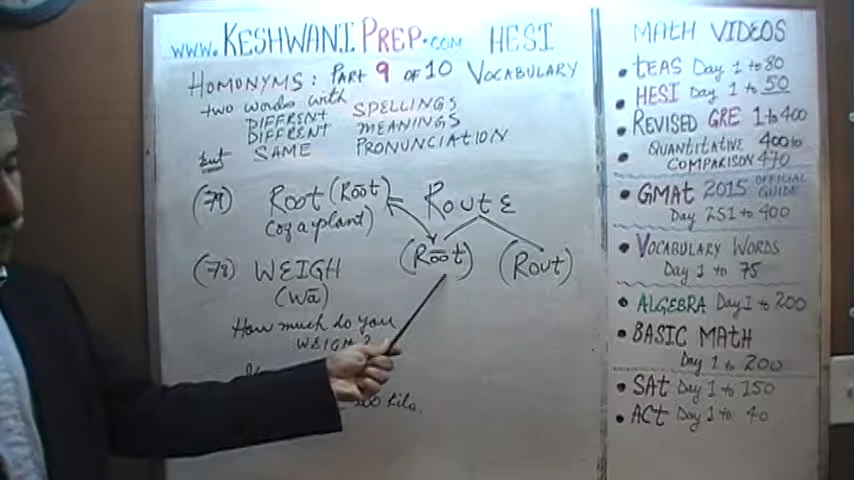 www.KESHWANI PREP.com HESI
HOMONYMS: PART 9 OF 10 VOCABULARY
two words with
DIFFRENT SPELLINGS
DIFFRENT MEANINGS
but SAME PRONUNCIATION
Root (Root) ROUTE
(of a plant)
(Root) (Rout)
(78) WEIGH
(Wā)
How much do you
WEIGH?
100 kilo.
MATH VIDEOS
• TEAS Day 1 to 80
• HESI Day 1 to 50
• REVISED GRE 1 to 400
• QUANTITATIVE 400 to
COMPARISON 470
• GMAT 2015 OFFICIAL GUIDE
Day 251 to 400
• VOCABULARY WORDS
Day 1 to 75
• ALGEBRA Day 1 to 200
• BASIC MATH
Day 1 to 200
• SAT Day 1 to 150
• ACT Day 1 to 40